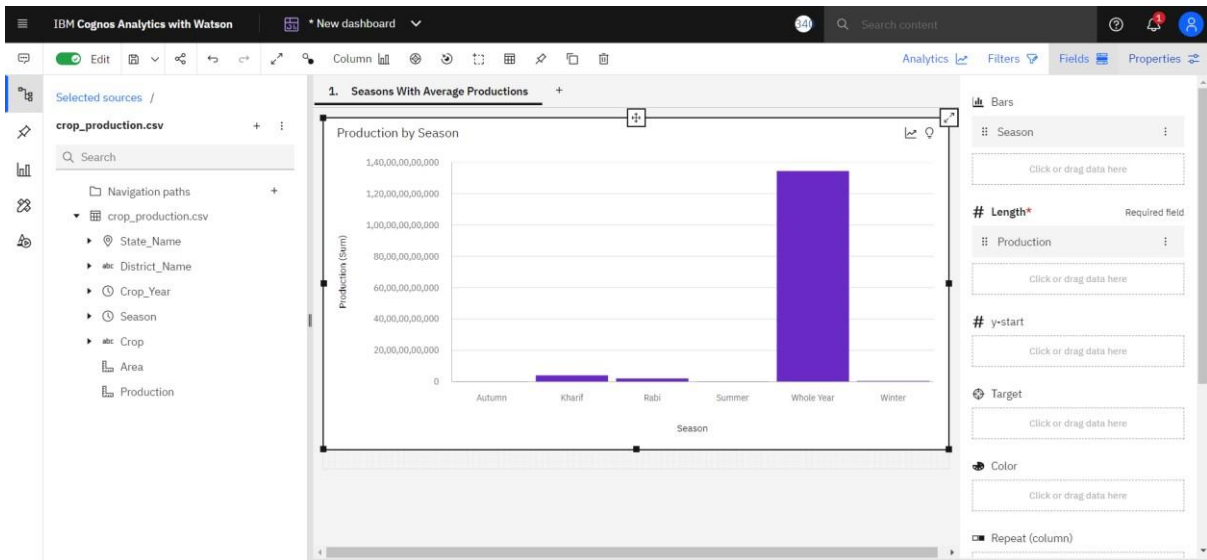 IBM Cognos Analytics with Watson
* New dashboard
Search content
Edit
Column
Analytics
Filters
Fields
Properties
Selected sources /
crop_production.csv
Search
Navigation paths
crop_production.csv
State_Name
abc District_Name
Crop_Year
Season
abc Crop
Area
Production
1. Seasons With Average Productions
Production by Season
1,40,00,00,00,000
1,20,00,00,00,000
1,00,00,00,00,000
80,00,00,00,000
60,00,00,00,000
40,00,00,00,000
20,00,00,00,000
0
Production (Sum)
Autumn Kharif Rabi Summer Whole Year Winter
Season
Bars
Season
Click or drag data here
# Length* Required field
Production
Click or drag data here
# y-start
Click or drag data here
Target
Click or drag data here
Color
Click or drag data here
Repeat (column)